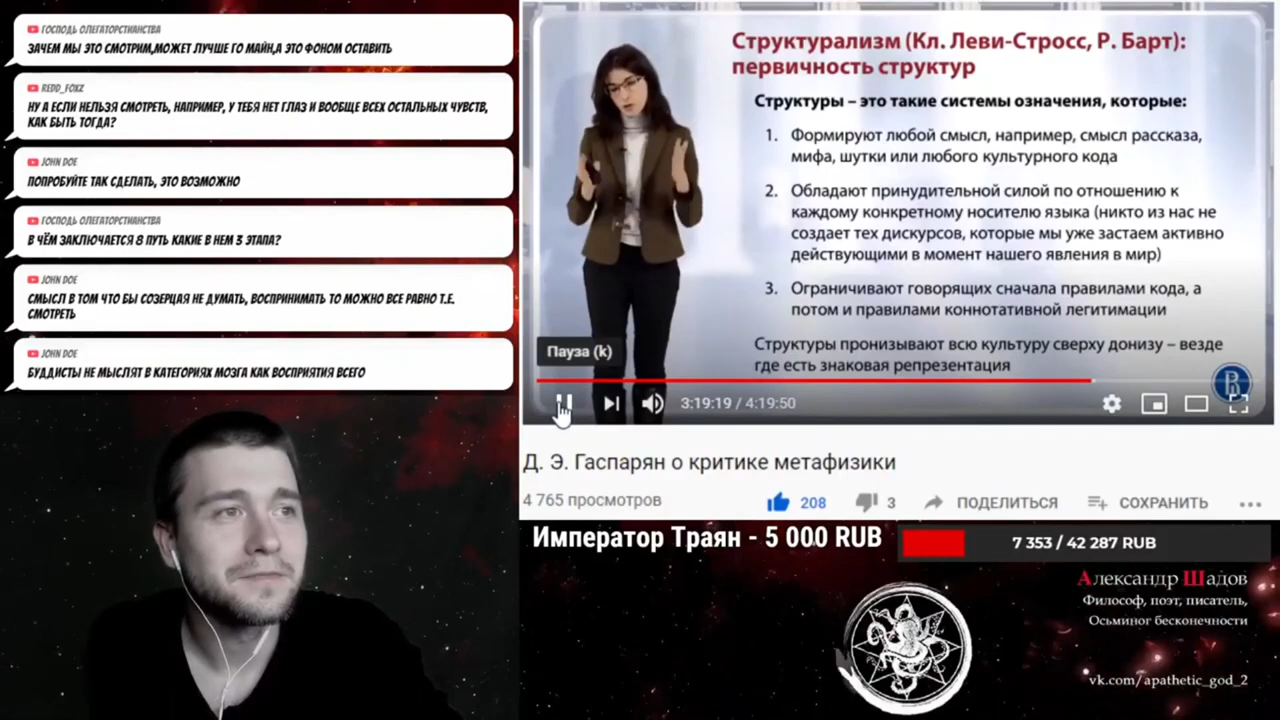 ГОСПОДЬ ОЛЕГАТОРСТИАНСТВА
ЗАЧЕМ МЫ ЭТО СМОТРИМ,МОЖЕТ ЛУЧШЕ ГО МАЙН,А ЭТО ФОНОМ ОСТАВИТЬ
REDD_FOXZ
НУ А ЕСЛИ НЕЛЬЗЯ СМОТРЕТЬ, НАПРИМЕР, У ТЕБЯ НЕТ ГЛАЗ И ВООБЩЕ ВСЕХ ОСТАЛЬНЫХ ЧУВСТВ,
КАК БЫТЬ ТОГДА?
JOHN DOE
ПОПРОБУЙТЕ ТАК СДЕЛАТЬ, ЭТО ВОЗМОЖНО
ГОСПОДЬ ОЛЕГАТОРСТИАНСТВА
В ЧЁМ ЗАКЛЮЧАЕТСЯ 8 ПУТЬ КАКИЕ В НЕМ 3 ЭТАПА?
JOHN DOE
СМЫСЛ В ТОМ ЧТО БЫ СОЗЕРЦАЯ НЕ ДУМАТЬ, ВОСПРИНИМАТЬ ТО МОЖНО ВСЕ РАВНО Т.Е.
СМОТРЕТЬ
JOHN DOE
БУДДИСТЫ НЕ МЫСЛЯТ В КАТЕГОРИЯХ МОЗГА КАК ВОСПРИЯТИЯ ВСЕГО
Структурализм (Кл. Леви-Стросс, Р. Барт):
первичность структур
Структуры – это такие системы означения, которые:
1. Формируют любой смысл, например, смысл рассказа,
мифа, шутки или любого культурного кода
2. Обладают принудительной силой по отношению к
каждому конкретному носителю языка (никто из нас не
создает тех дискурсов, которые мы уже застаем активно
действующими в момент нашего явления в мир)
3. Ограничивают говорящих сначала правилами кода, а
потом и правилами коннотативной легитимации
Структуры пронизывают всю культуру сверху донизу – везде
где есть знаковая репрезентация
Пауза (k)
3:19:19 / 4:19:50
Д. Э. Гаспарян о критике метафизики
4 765 просмотров
208
3
ПОДЕЛИТЬСЯ
СОХРАНИТЬ
Император Траян - 5 000 RUB
7 353 / 42 287 RUB
Александр Шадов
Философ, поэт, писатель,
Осьминог бесконечности
vk.com/apathetic_god_2